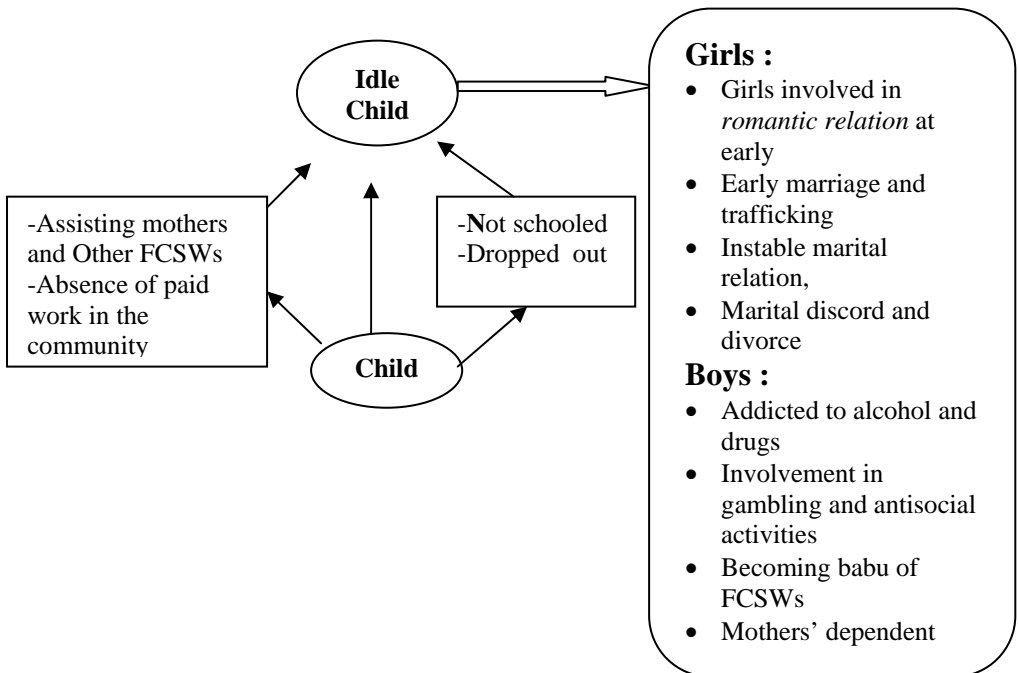 Idle
Child
-Assisting mothers
and Other FCSWs
-Absence of paid
work in the
community
-Not schooled
-Dropped out
Child
Girls :
• Girls involved in
romantic relation at
early
• Early marriage and
trafficking
• Instable marital
relation,
• Marital discord and
divorce
Boys :
• Addicted to alcohol and
drugs
• Involvement in
gambling and antisocial
activities
• Becoming babu of
FCSWs
• Mothers’ dependent